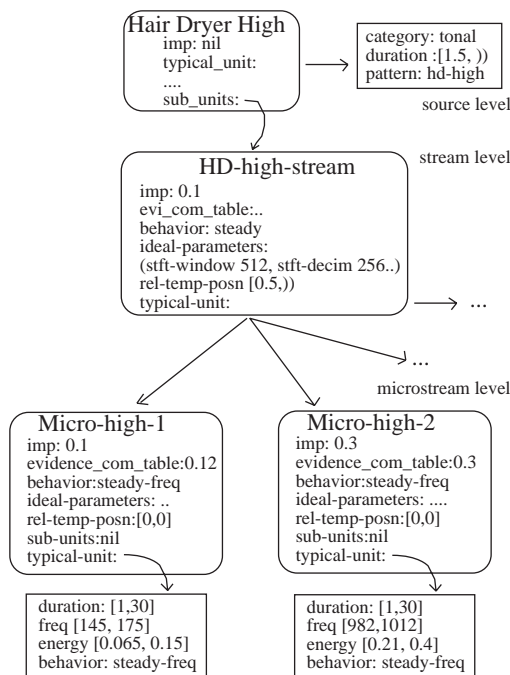 Hair Dryer High
imp: nil
typical_unit:
....
sub_units:
category: tonal
duration :[1.5, ))
pattern: hd-high
source level
stream level
HD-high-stream
imp: 0.1
evi_com_table:..
behavior: steady
ideal-parameters:
(stft-window 512, stft-decim 256..)
rel-temp-posn [0.5,))
typical-unit:
...
...
microstream level
Micro-high-1
imp: 0.1
evidence_com_table:0.12
behavior:steady-freq
ideal-parameters: ..
rel-temp-posn:[0,0]
sub-units:nil
typical-unit:
duration: [1,30]
freq [145, 175]
energy [0.065, 0.15]
behavior: steady-freq
Micro-high-2
imp: 0.3
evidence_com_table:0.3
behavior:steady-freq
ideal-parameters: ....
rel-temp-posn:[0,0]
sub-units:nil
typical-unit:
duration: [1,30]
freq [982,1012]
energy [0.21, 0.4]
behavior: steady-freq